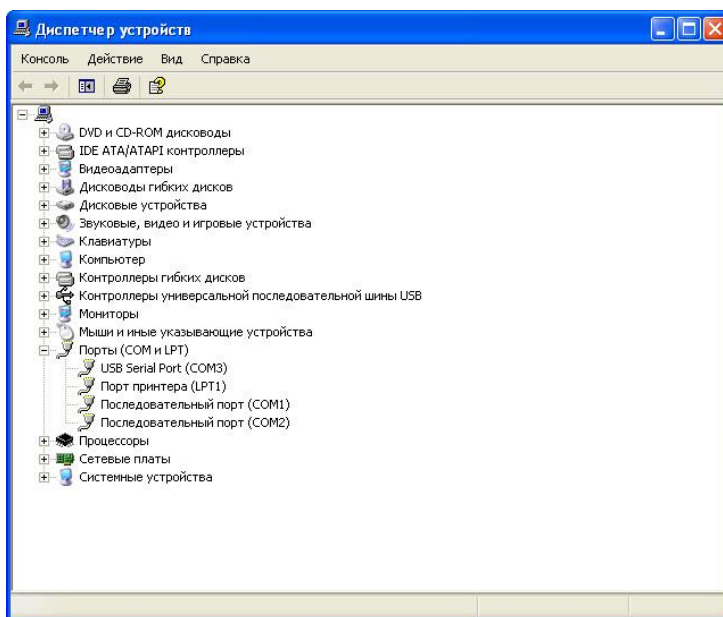 Диспетчер устройств
Консоль Действие Вид Справка
DVD и CD-ROM дисководы
IDE ATA/ATAPI контроллеры
Видеоадаптеры
Дисководы гибких дисков
Дисковые устройства
Звуковые, видео и игровые устройства
Клавиатуры
Компьютер
Контроллеры гибких дисков
Контроллеры универсальной последовательной шины USB
Мониторы
Мыши и иные указывающие устройства
Порты (COM и LPT)
USB Serial Port (COM3)
Порт принтера (LPT1)
Последовательный порт (COM1)
Последовательный порт (COM2)
Процессоры
Сетевые платы
Системные устройства